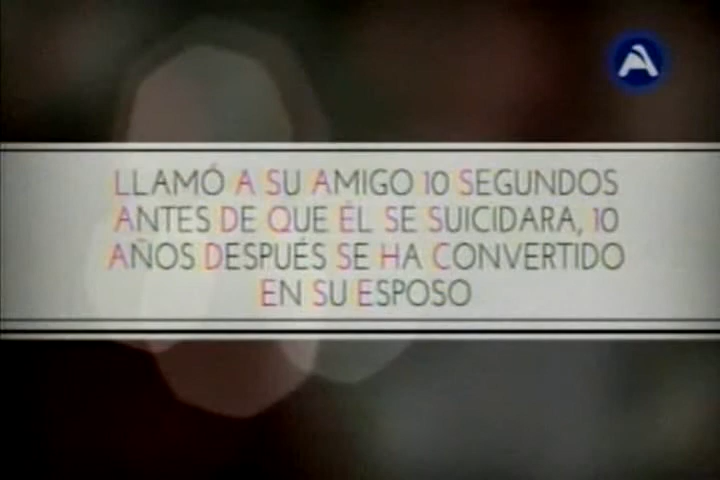 LLAMÓ A SU AMIGO 10 SEGUNDOS
ANTES DE QUE ÉL SE SUICIDARA, 10
AÑOS DESPUÉS SE HA CONVERTIDO
EN SU ESPOSO